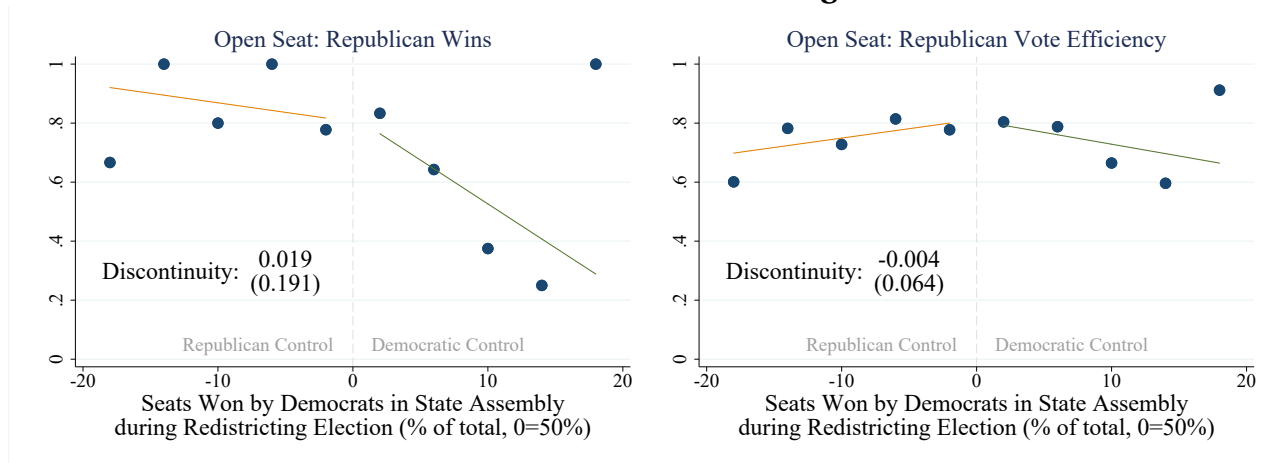 Open Seat: Republican Wins
1
.8
.6
.4
.2
0
Discontinuity: 0.019
(0.191)
Republican Control Democratic Control
-20 -10 0 10 20
Seats Won by Democrats in State Assembly
during Redistricting Election (% of total, 0=50%)
Open Seat: Republican Vote Efficiency
1
.8
.6
.4
.2
0
Discontinuity: -0.004
(0.064)
Republican Control Democratic Control
-20 -10 0 10 20
Seats Won by Democrats in State Assembly
during Redistricting Election (% of total, 0=50%)